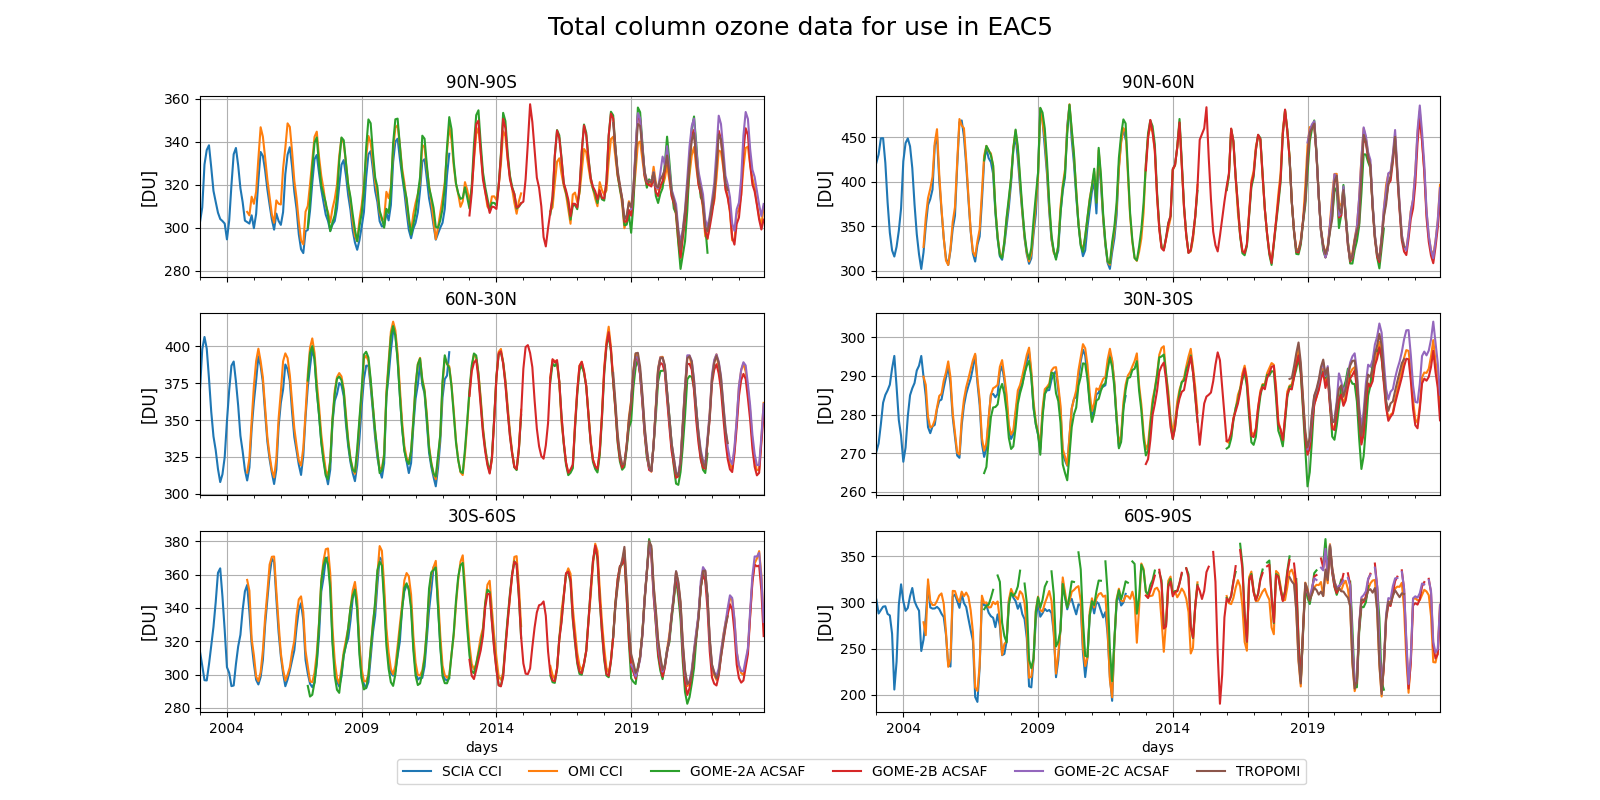 Total column ozone data for use in EAC5
90N-90S
[DU]
360
340
320
300
280
90N-60N
[DU]
450
400
350
300
60N-30N
[DU]
400
375
350
325
300
30N-30S
[DU]
300
290
280
270
260
30S-60S
[DU]
380
360
340
320
300
280
2004 2009 2014 2019
days
60S-90S
[DU]
350
300
250
200
2004 2009 2014 2019
days
SCIA CCI OMI CCI GOME-2A ACSAF GOME-2B ACSAF GOME-2C ACSAF TROPOMI